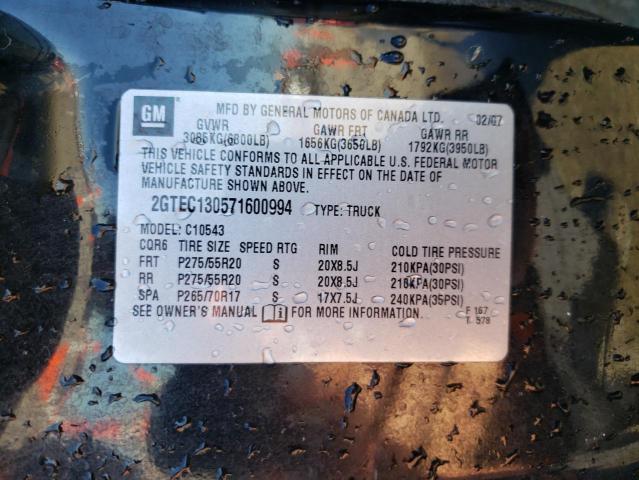 GM
MFD BY GENERAL MOTORS OF CANADA LTD. 02/07
GVWR GAWR FRT GAWR RR
3085KG(6800LB) 1656KG(3650LB) 1792KG(3950LB)
THIS VEHICLE CONFORMS TO ALL APPLICABLE U.S. FEDERAL MOTOR
VEHICLE SAFETY STANDARDS IN EFFECT ON THE DATE OF
MANUFACTURE SHOWN ABOVE.
2GTEC130571600994 TYPE: TRUCK
MODEL: C10543
CQR6 TIRE SIZE SPEED RTG RIM COLD TIRE PRESSURE
FRT P275/55R20 S 20X8.5J 210KPA(30PSI)
RR P275/55R20 S 20X8.5J 210KPA(30PSI)
SPA P265/70R17 S 17X7.5J 240KPA(35PSI)
SEE OWNER'S MANUAL i FOR MORE INFORMATION.
F 167
T 579